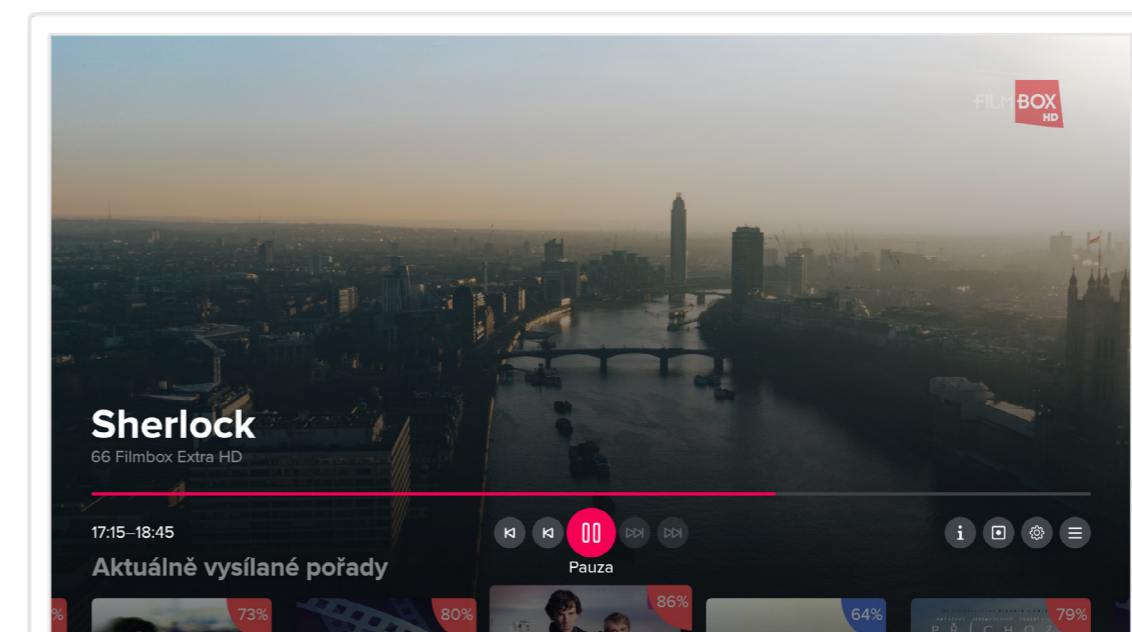 FILMBOX
HD
Sherlock
66 Filmbox Extra HD
17:15–18:45
Pauza
Aktuálně vysílané pořady
%
73%
80%
86%
64%
79%